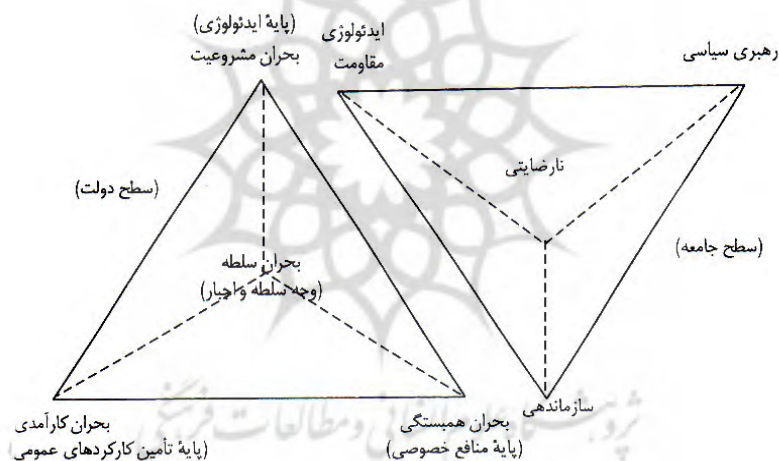 رهبری سیاسی
ایدئولوژی
مقاومت
نارضایتی
(سطح جامعه)
سازماندهی
(پایهٔ ایدئولوژی)
بحران مشروعیت
(سطح دولت)
بحران سلطه
(وجه سلطه و اجبار)
بحران همبستگی
(پایهٔ منافع خصوصی)
بحران کارآمدی
(پایهٔ تأمین کارکردهای عمومی)